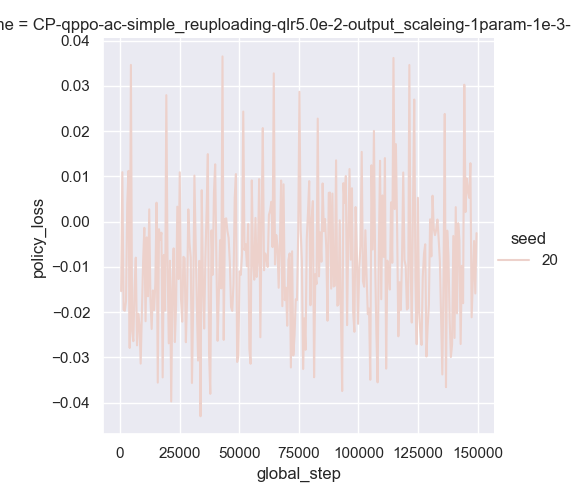 ne = CP-qppo-ac-simple_reuploading-qlr5.0e-2-output_scaleing-1param-1e-3-
0.04
0.03
0.02
0.01
0.00
−0.01
−0.02
−0.03
−0.04
policy_loss
0 25000 50000 75000 100000 125000 150000
global_step
seed
20